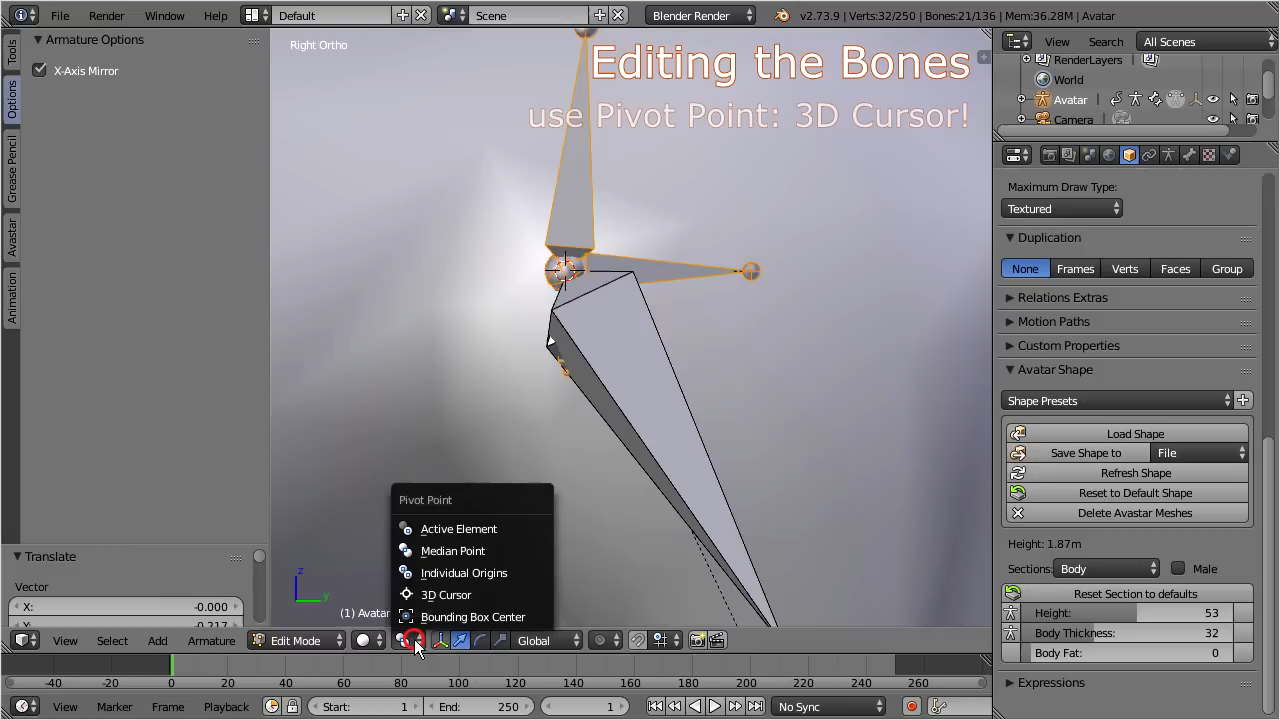 File Render Window Help Default Scene Blender Render v2.73.9 | Verts:32/250 | Bones:21/136 | Mem:36.28M | Avatar
Armature Options
X-Axis Mirror
Tools
Options
Grease Pencil
Avastar
Animation
Right Ortho
Editing the Bones
use Pivot Point: 3D Cursor!
View Search All Scenes
RenderLayers
World
Avatar
Camera
Maximum Draw Type:
Textured
Duplication
None Frames Verts Faces Group
Relations Extras
Motion Paths
Custom Properties
Avatar Shape
Shape Presets
Load Shape
Save Shape to File
Refresh Shape
Reset to Default Shape
Delete Avastar Meshes
Height: 1.87m
Sections: Body Male
Reset Section to defaults
Height: 53
Body Thickness: 32
Body Fat: 0
Expressions
Pivot Point
Active Element
Median Point
Individual Origins
3D Cursor
Bounding Box Center
Translate
Vector
X: -0.000
Y: -0.217
z
y
(1) Avatar
View Select Add Armature Edit Mode Global
-40 -20 0 20 40 60 80 100 120 140 160 180 200 220 240 260
View Marker Frame Playback Start: 1 End: 250 1 No Sync